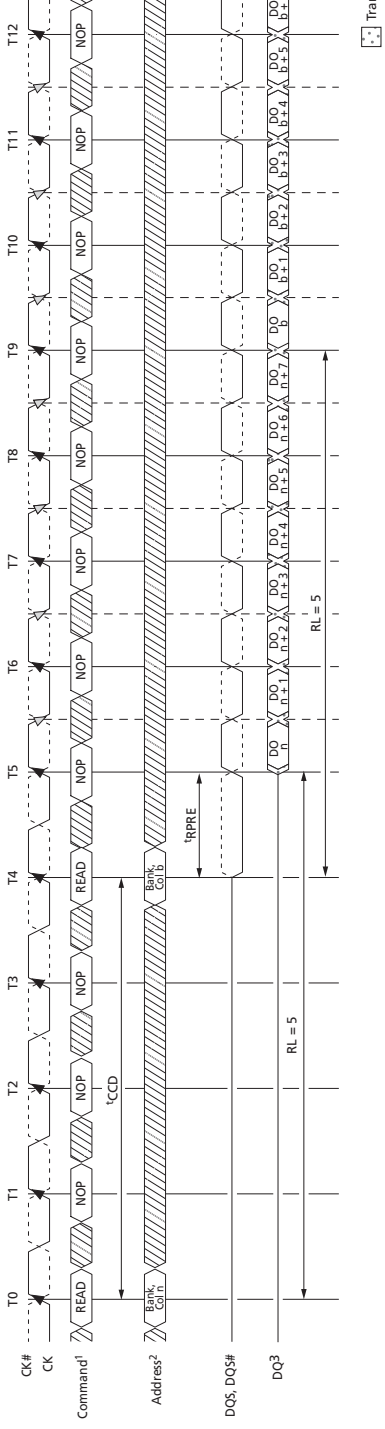 T0 T1 T2 T3 T4 T5 T6 T7 T8 T9 T10 T11 T12
CK#
CK
Command1 READ NOP NOP NOP READ NOP NOP NOP NOP NOP NOP NOP NOP
tCCD
Address2 Bank, Col n Bank, Col b
tRPRE
DQS, DQS#
DQ3 DO n DO n + 1 DO n + 2 DO n + 3 DO n + 4 DO n + 5 DO n + 6 DO n + 7 DO b DO b + 1 DO b + 2 DO b + 3 DO b + 4 DO b + 5 DO b +
RL = 5 RL = 5
Tra